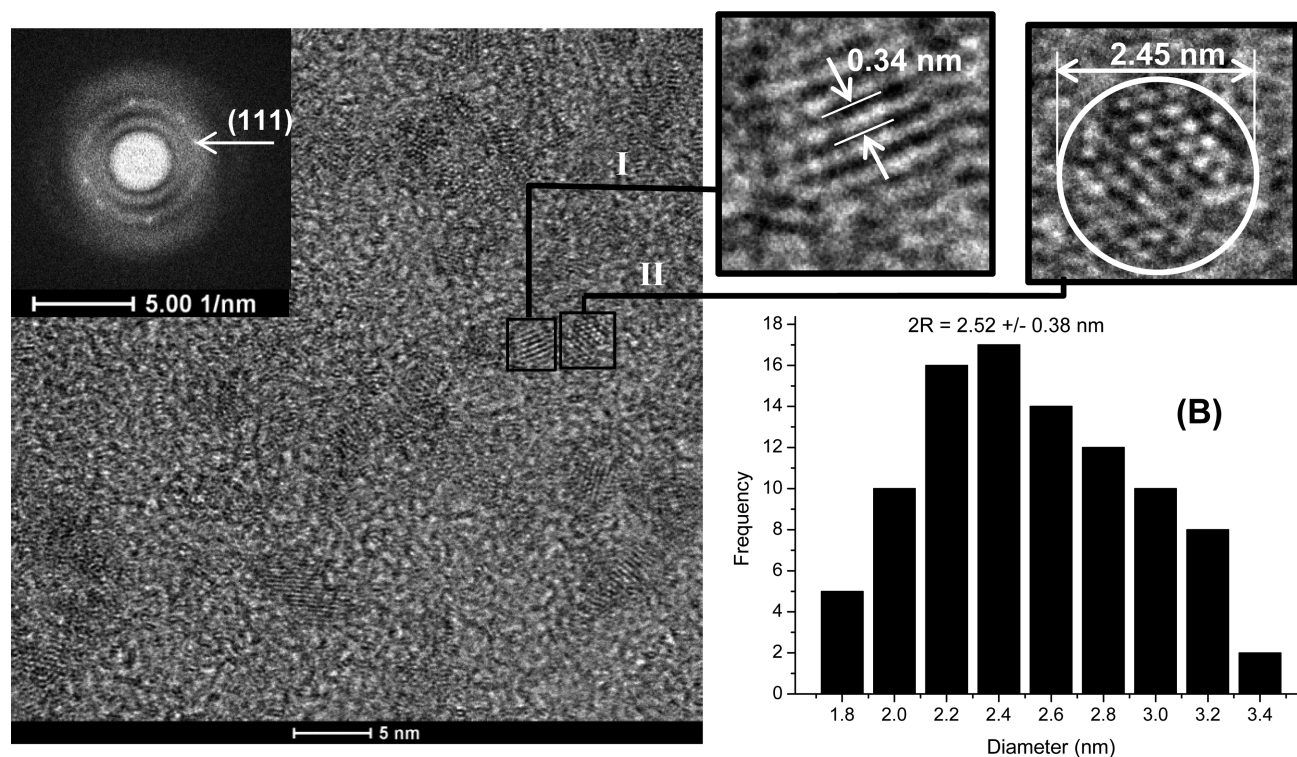 (111)
5.00 1/nm
I
II
5 nm
0.34 nm
2.45 nm
2R = 2.52 +/- 0.38 nm
(B)
Frequency
18
16
14
12
10
8
6
4
2
0
1.8 2.0 2.2 2.4 2.6 2.8 3.0 3.2 3.4
Diameter (nm)